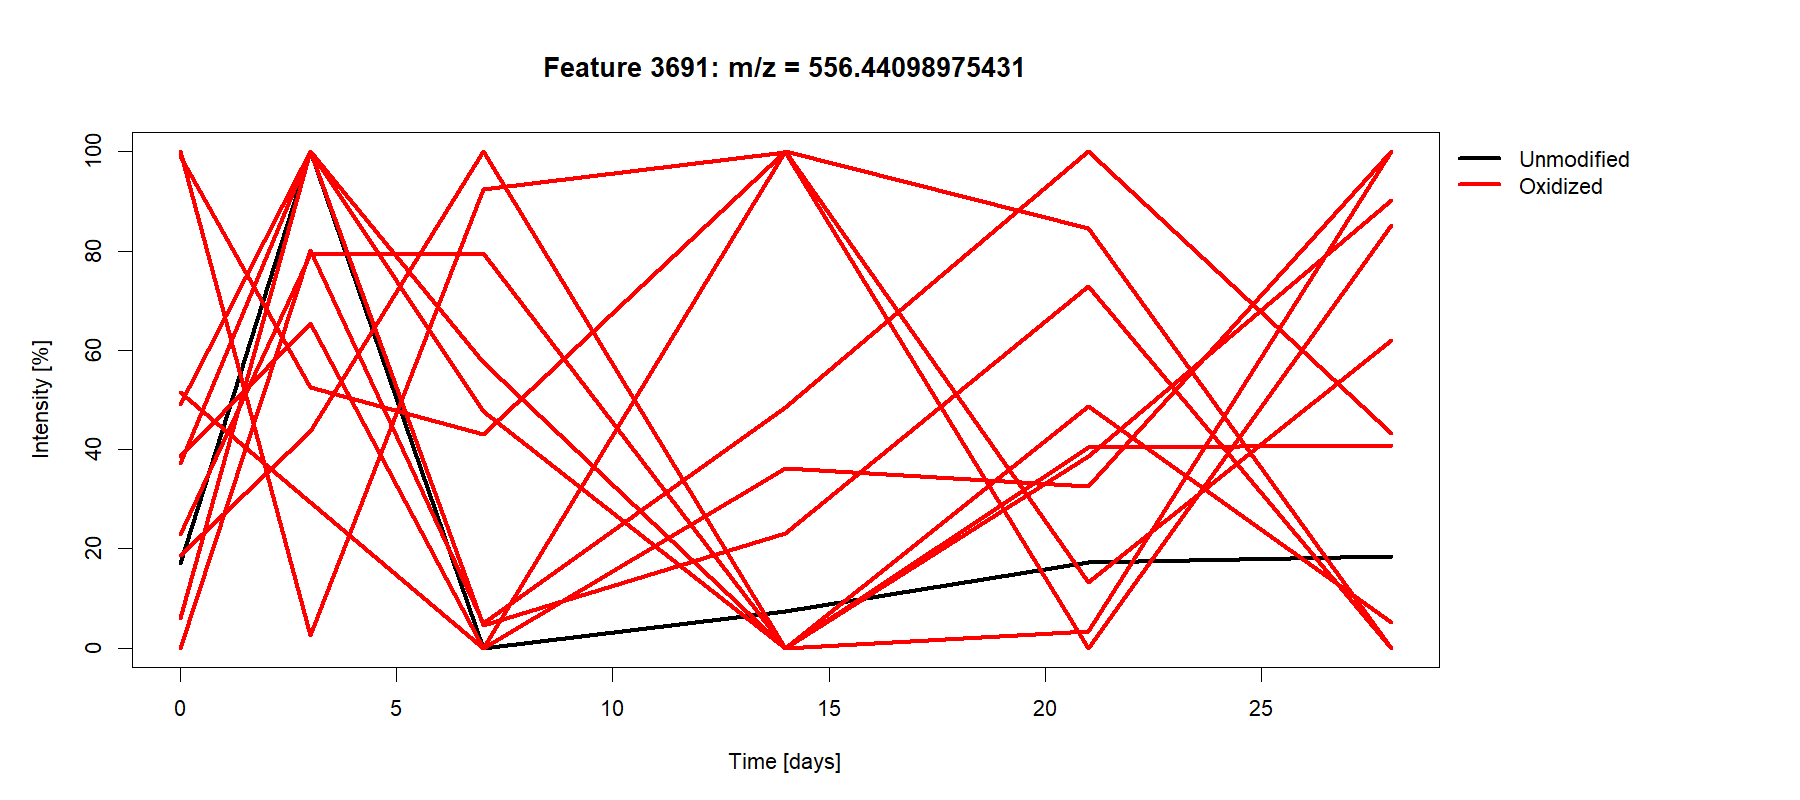 Feature 3691: m/z = 556.44098975431
Unmodified
Oxidized
Intensity [%]
100
80
60
40
20
0
0 5 10 15 20 25
Time [days]